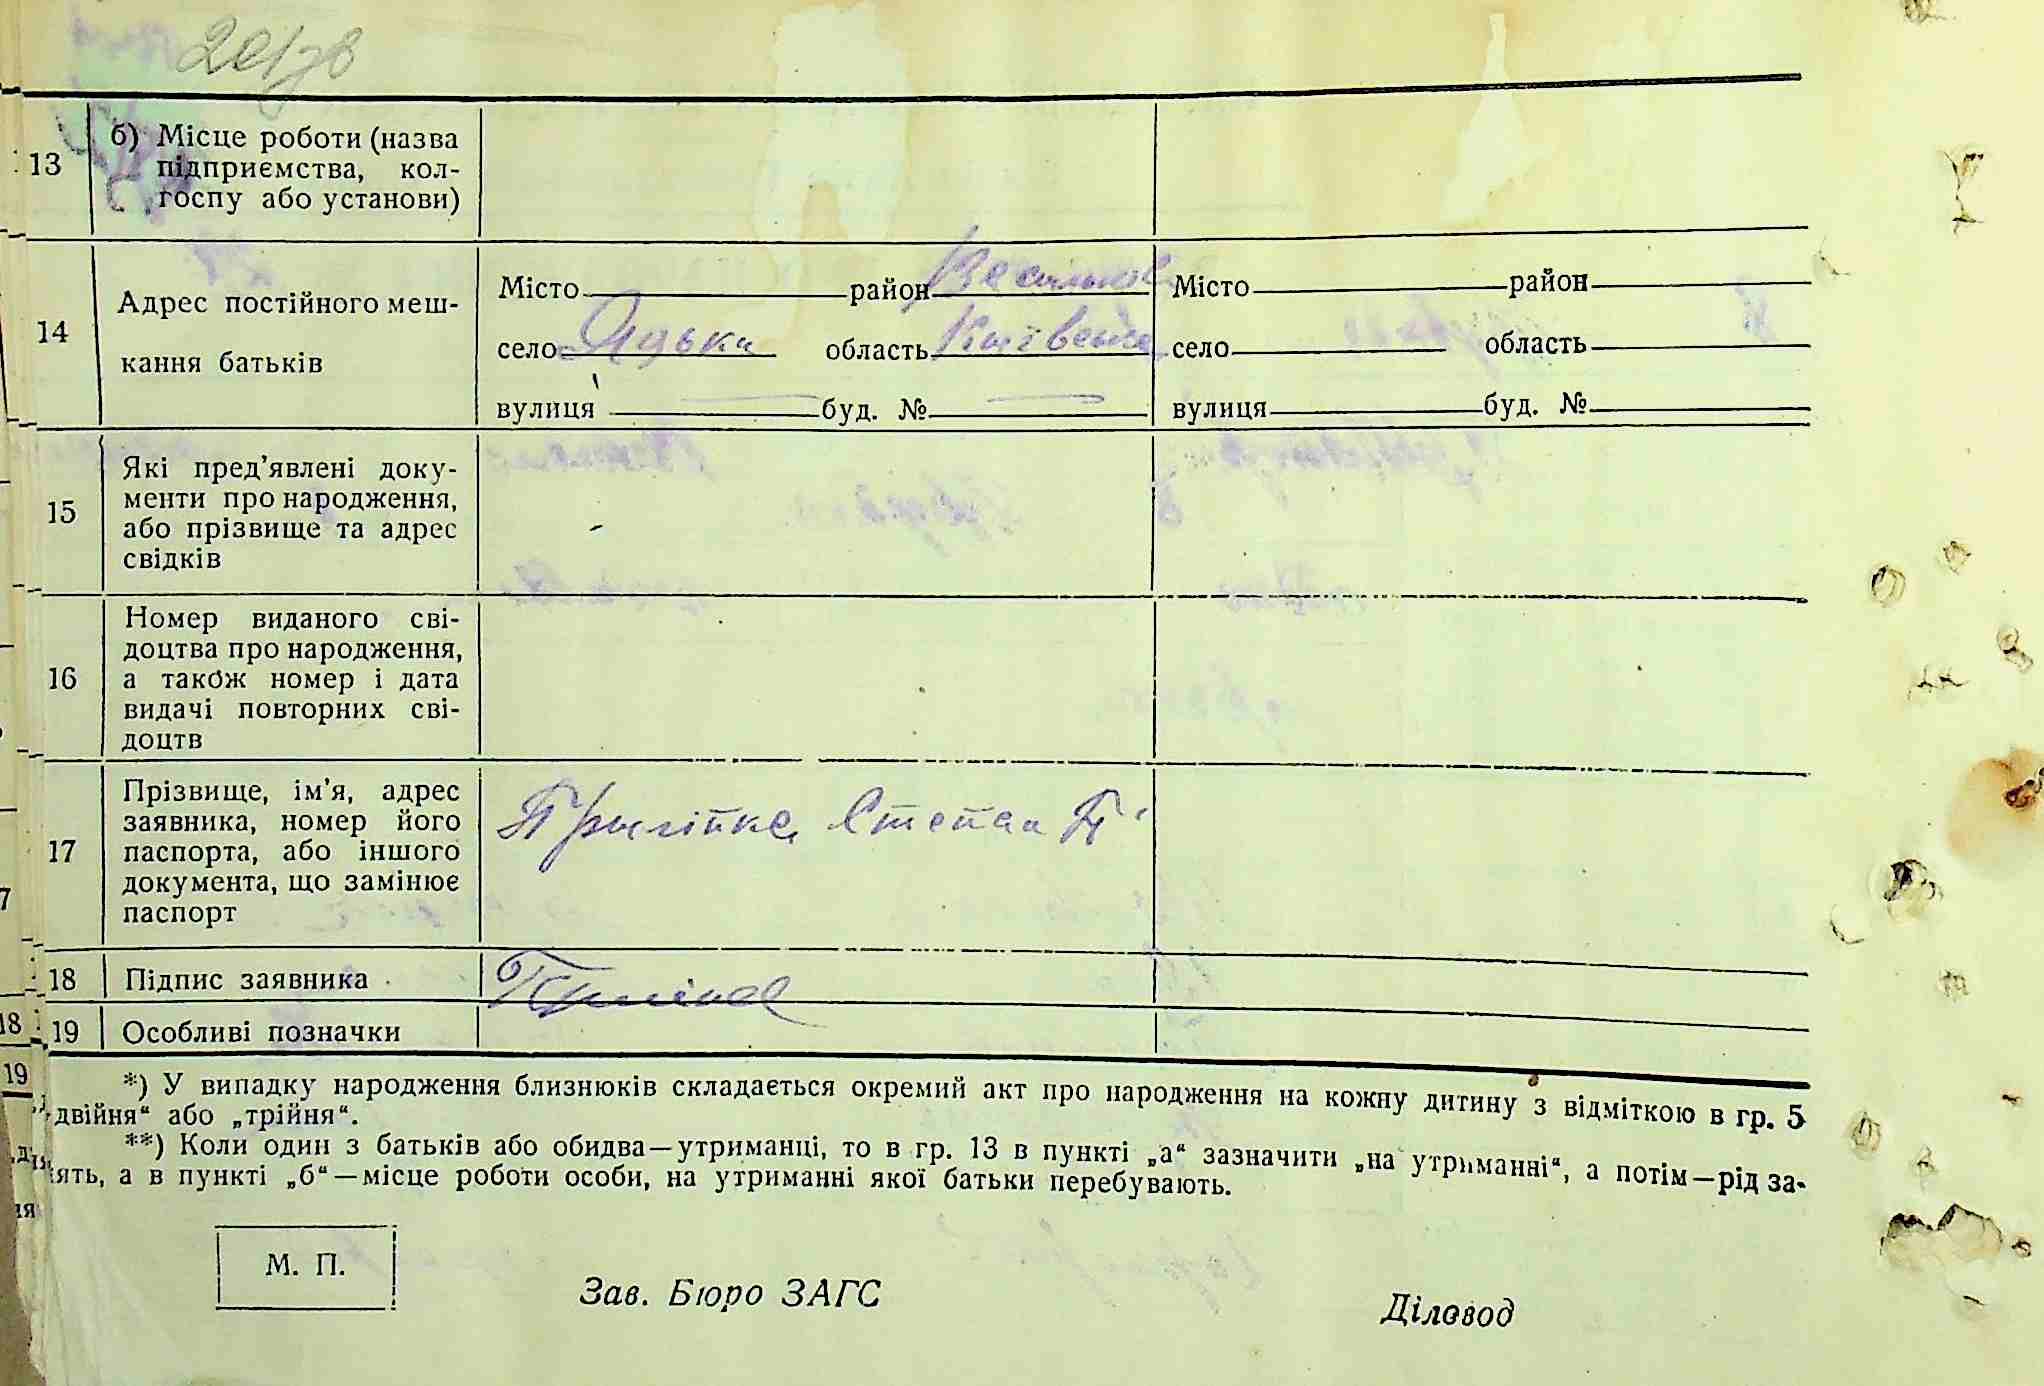 201зв
13
б) Місце роботи (назва
підприємства, кол-
госпу або установи)
14
Адрес постійного меш-
кання батьків
Місто район Васильків
село область Київська
вулиця буд. №
Місто район
село область
вулиця буд. №
15
Які пред’явлені доку-
менти про народження,
або прізвище та адрес
свідків
16
Номер виданого сві-
доцтва про народження,
а також номер і дата
видачі повторних сві-
доцтв
17
Прізвище, ім’я, адрес
заявника, номер його
паспорта, або іншого
документа, що замінює
паспорт
Степан П
18 Підпис заявника
19 Особливі позначки
*) У випадку народження близнюків складається окремий акт про народження на кожну дитину з відміткою в гр. 5
двійня“ або „трійня“.
**) Коли один з батьків або обидва—утриманці, то в гр. 13 в пункті „а“ зазначити „на утриманні“, а потім—рід за-
ять, а в пункті „б“—місце роботи особи, на утриманні якої батьки перебувають.
М. П.
Зав. Бюро ЗАГС
Діловод